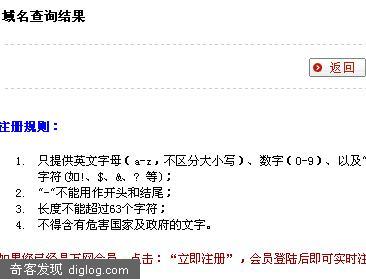 域名查询结果
返回
注册规则：
1. 只提供英文字母（a-z，不区分大小写）、数字（0-9）、以及"
字符(如!、$、&、? 等)；
2. "-"不能用作开头和结尾；
3. 长度不能超过63个字符；
4. 不得含有危害国家及政府的文字。
如果您已经是万网会员，点击：“立即注册”，会员登陆后即可实时注
奇客发现 diglog.com